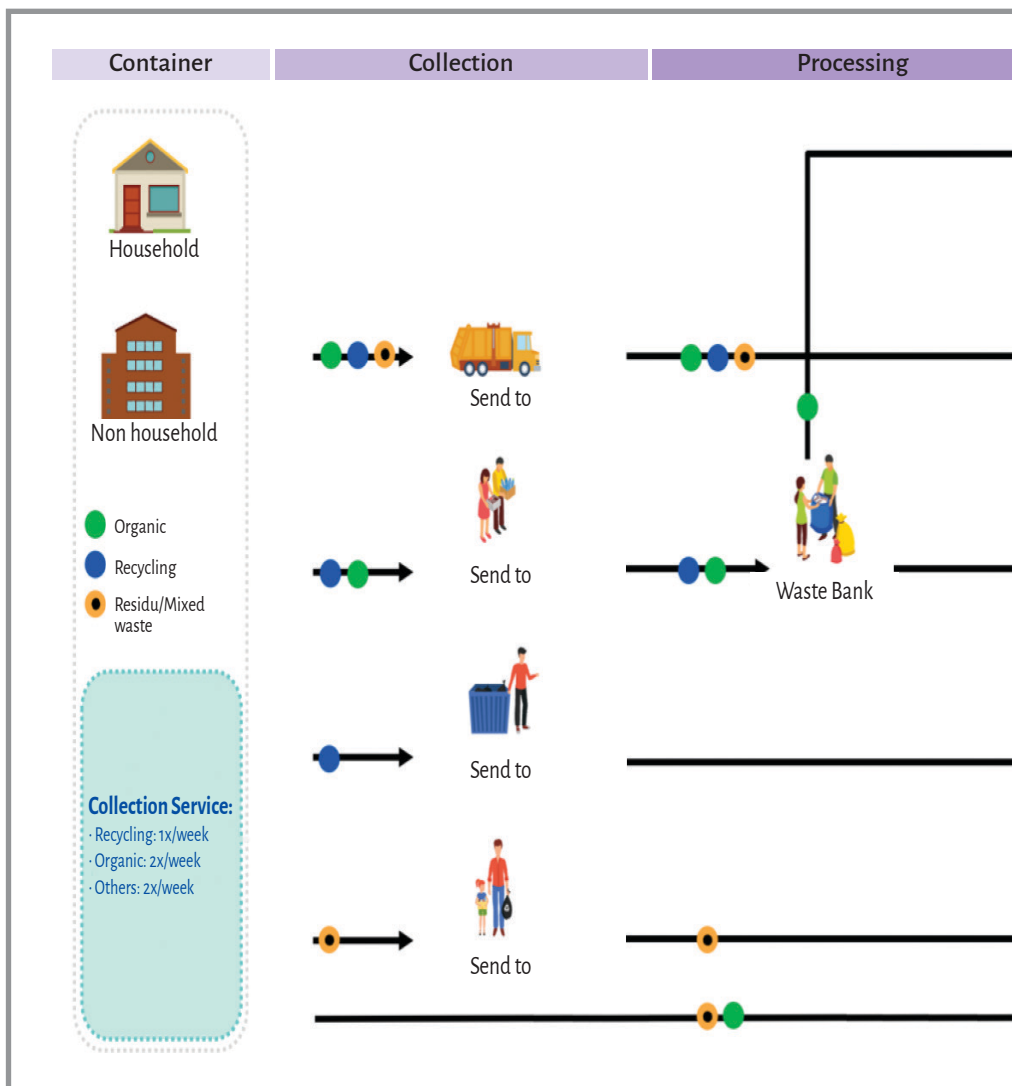 Container
Collection
Processing
Household
Non household
Organic
Recycling
Residu/Mixed
waste
Collection Service:
· Recycling: 1x/week
· Organic: 2x/week
· Others: 2x/week
Send to
Send to
Send to
Send to
Waste Bank